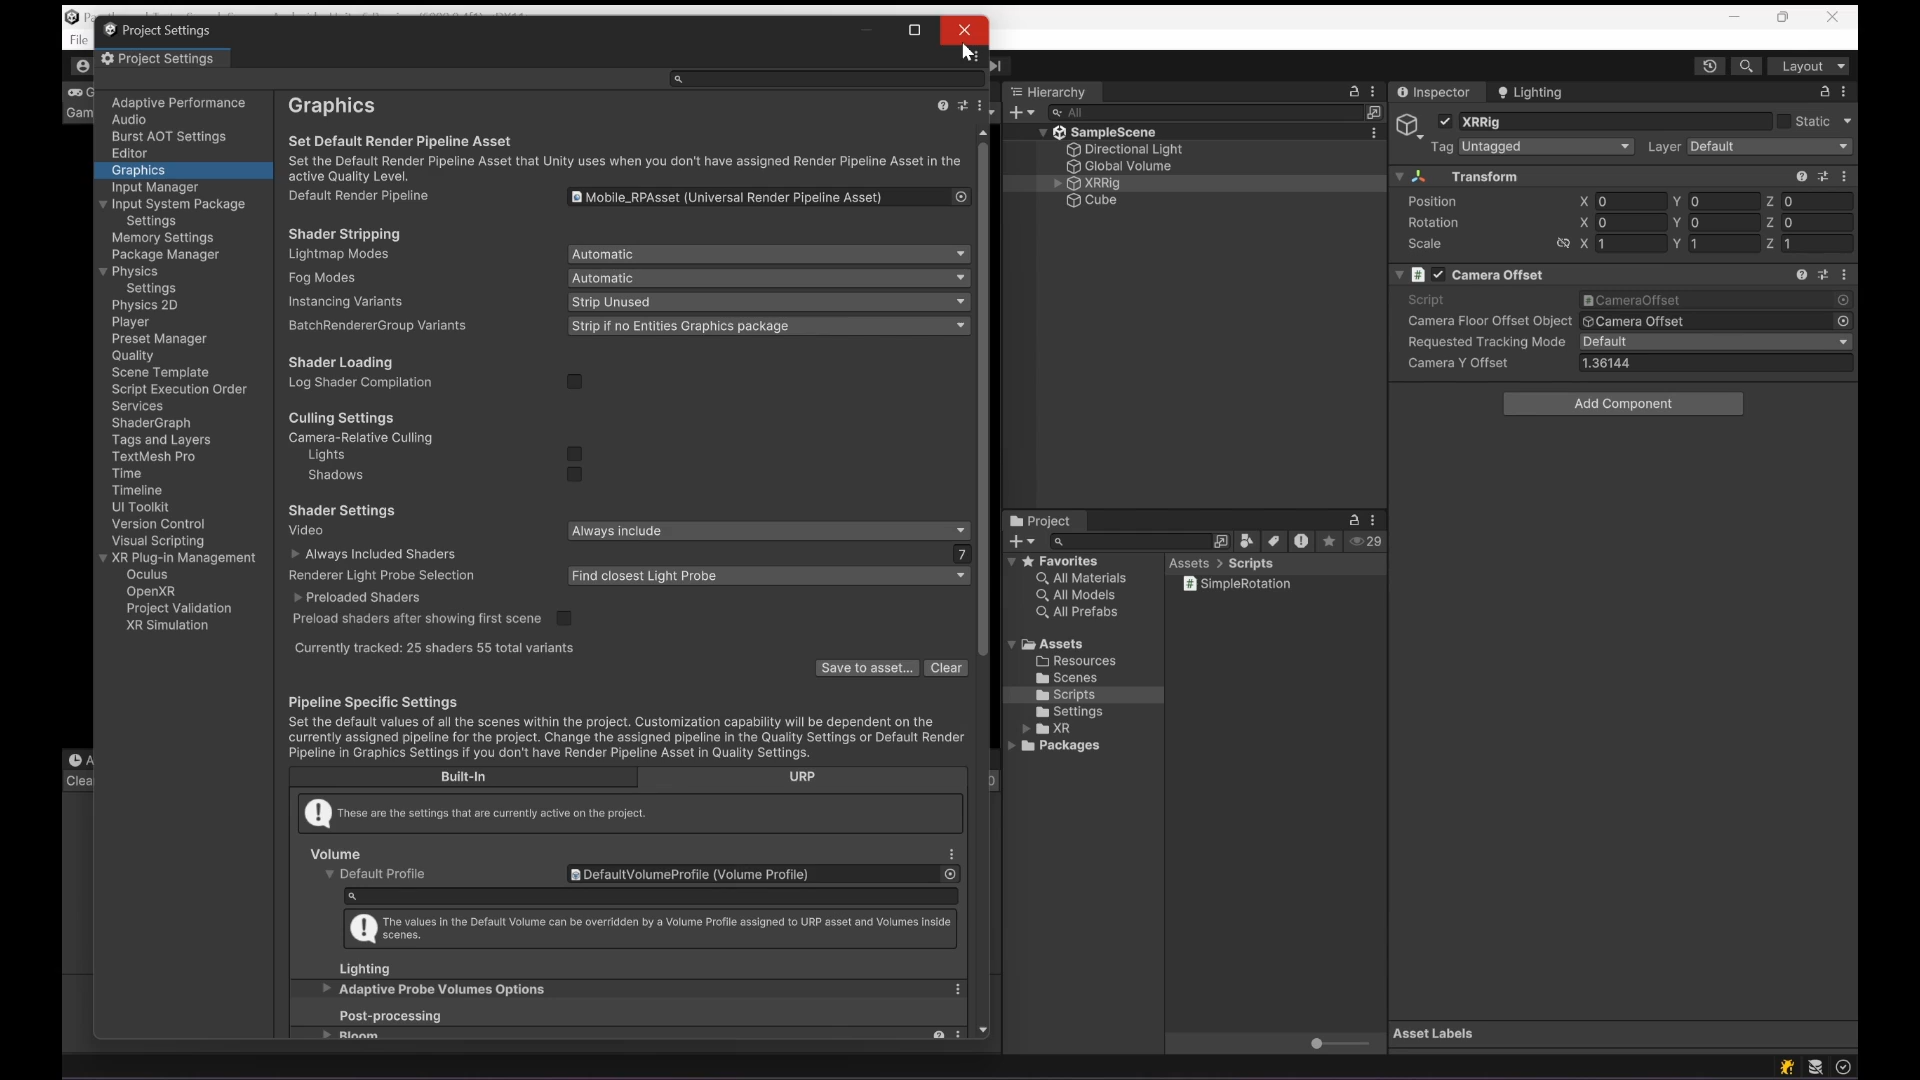 Project Settings
File
Project Settings
Gam
Clea
Adaptive Performance
Audio
Burst AOT Settings
Editor
Graphics
Input Manager
Input System Package
Settings
Memory Settings
Package Manager
Physics
Settings
Physics 2D
Player
Preset Manager
Quality
Scene Template
Script Execution Order
Services
ShaderGraph
Tags and Layers
TextMesh Pro
Time
Timeline
UI Toolkit
Version Control
Visual Scripting
XR Plug-in Management
Oculus
OpenXR
Project Validation
XR Simulation
Graphics
Set Default Render Pipeline Asset
Set the Default Render Pipeline Asset that Unity uses when you don't have assigned Render Pipeline Asset in the
active Quality Level.
Default Render Pipeline Mobile_RPAsset (Universal Render Pipeline Asset)
Shader Stripping
Lightmap Modes Automatic
Fog Modes Automatic
Instancing Variants Strip Unused
BatchRendererGroup Variants Strip if no Entities Graphics package
Shader Loading
Log Shader Compilation
Culling Settings
Camera-Relative Culling
Lights
Shadows
Shader Settings
Video Always include
Always Included Shaders 7
Renderer Light Probe Selection Find closest Light Probe
Preloaded Shaders
Preload shaders after showing first scene
Currently tracked: 25 shaders 55 total variants
Save to asset... Clear
Pipeline Specific Settings
Set the default values of all the scenes within the project. Customization capability will be dependent on the
currently assigned pipeline for the project. Change the assigned pipeline in the Quality Settings or Default Render
Pipeline in Graphics Settings if you don't have Render Pipeline Asset in Quality Settings.
Built-In URP
These are the settings that are currently active on the project.
Volume
Default Profile DefaultVolumeProfile (Volume Profile)
The values in the Default Volume can be overridden by a Volume Profile assigned to URP asset and Volumes inside
scenes.
Lighting
Adaptive Probe Volumes Options
Post-processing
Bloom
Hierarchy
All
SampleScene
Directional Light
Global Volume
XRRig
Cube
Project
29
Favorites
All Materials
All Models
All Prefabs
Assets
Resources
Scenes
Scripts
Settings
XR
Packages
Assets > Scripts
SimpleRotation
Layout
Inspector Lighting
XRRig Static
Tag Untagged Layer Default
Transform
Position X 0 Y 0 Z 0
Rotation X 0 Y 0 Z 0
Scale X 1 Y 1 Z 1
Camera Offset
Script CameraOffset
Camera Floor Offset Object Camera Offset
Requested Tracking Mode Default
Camera Y Offset 1.36144
Add Component
Asset Labels